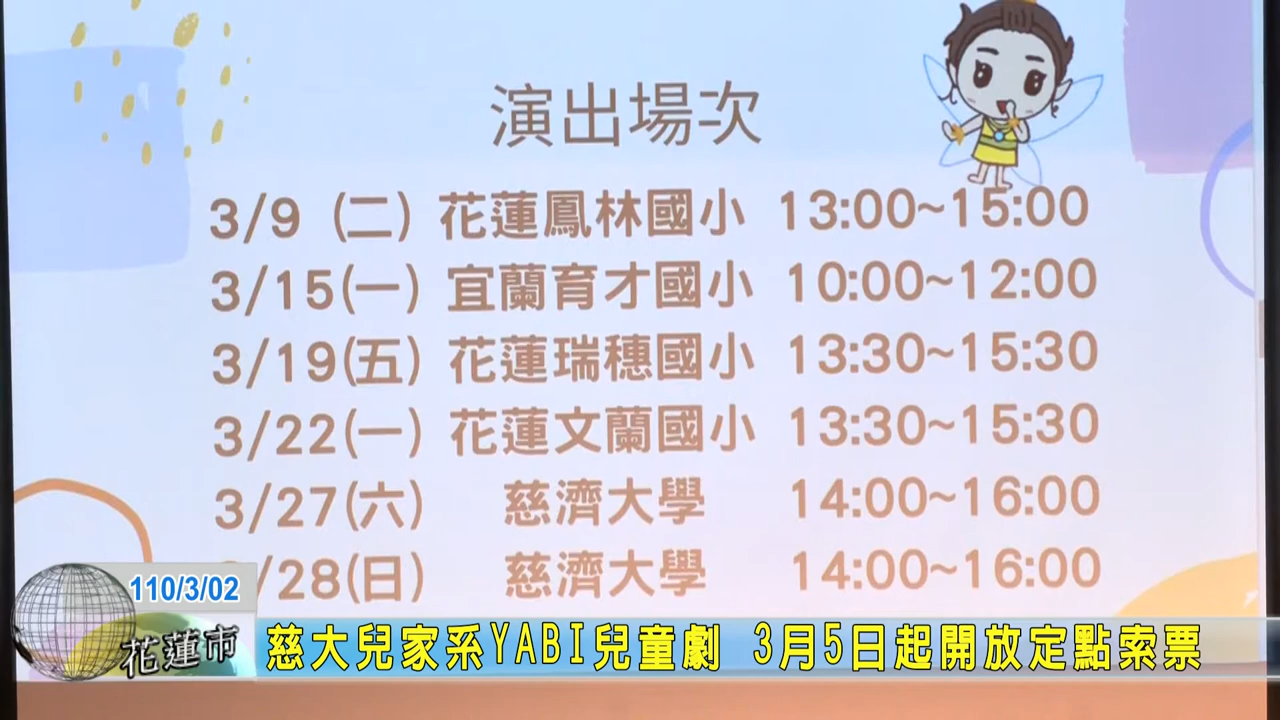 演出場次
3/9 (二) 花蓮鳳林國小 13:00~15:00
3/15(一) 宜蘭育才國小 10:00~12:00
3/19(五) 花蓮瑞穗國小 13:30~15:30
3/22(一) 花蓮文蘭國小 13:30~15:30
3/27(六) 慈濟大學 14:00~16:00
/28(日) 慈濟大學 14:00~16:00
110/3/02
花蓮市
慈大兒家系YABI兒童劇 3月5日起開放定點索票